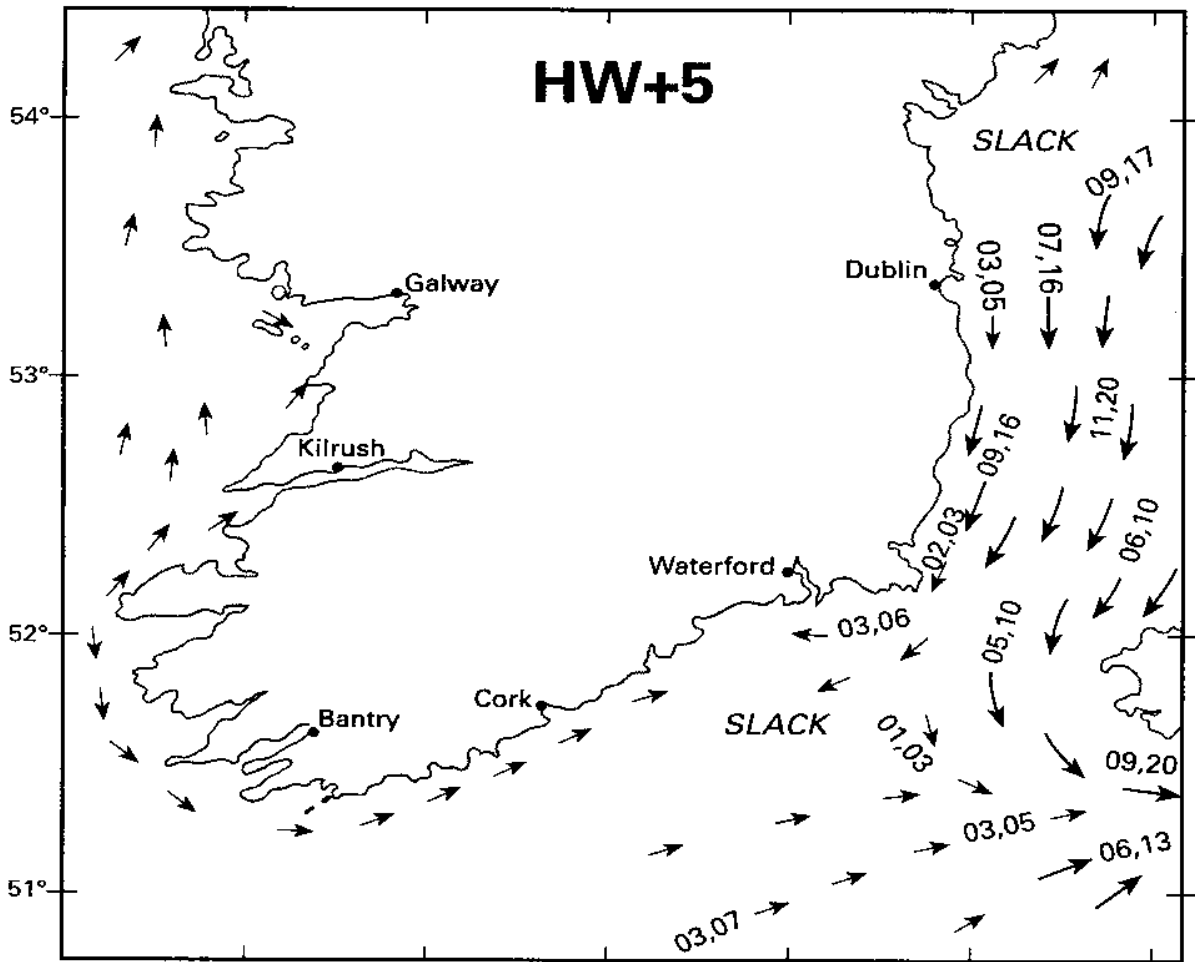 HW+5
54°
SLACK
09,17
03,05
07,16
Dublin
Galway
53°
11,20
09,16
Kilrush
06,10
02,03
Waterford
03,06
52°
05,10
Cork
Bantry
SLACK
01,03
09,20
03,05
06,13
51°
03,07